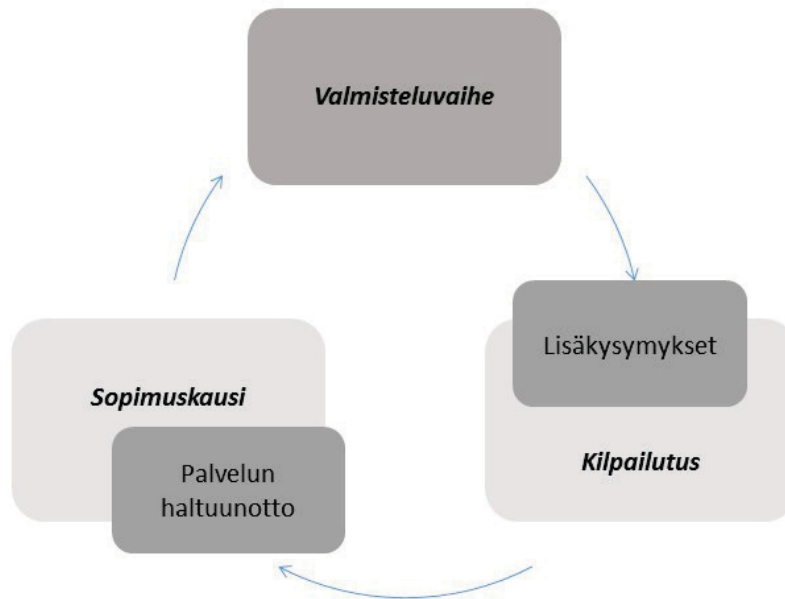 Valmisteluvaihe
Lisäkysymykset
Kilpailutus
Sopimuskausi
Palvelun
haltuunotto